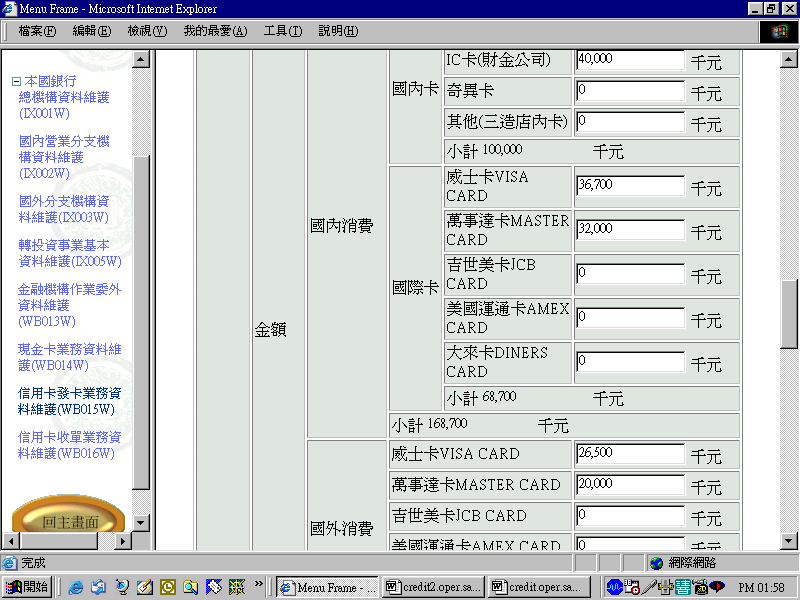 Menu Frame - Microsoft Internet Explorer
檔案(F) 編輯(E) 檢視(V) 我的最愛(A) 工具(T) 說明(H)
本國銀行
總機構資料維護
(IX001W)
國內營業分支機
構資料維護
(IX002W)
國外分支機構資
料維護(IX003W)
轉投資事業基本
資料維護(IX005W)
金融機構作業委外
資料維護
(WB013W)
現金卡業務資料維
護(WB014W)
信用卡發卡業務資
料維護(WB015W)
信用卡收單業務資
料維護(WB016W)
回主畫面
金額
國內消費
國內卡
IC卡(財金公司) 40,000 千元
奇異卡 0 千元
其他(三造店內卡) 0 千元
小計 100,000 千元
國際卡
威士卡VISA
CARD 36,700 千元
萬事達卡MASTER
CARD 32,000 千元
吉世美卡JCB
CARD 0 千元
美國運通卡AMEX
CARD 0 千元
大來卡DINERS
CARD 0 千元
小計 68,700 千元
小計 168,700 千元
國外消費
威士卡VISA CARD 26,500 千元
萬事達卡MASTER CARD 20,000 千元
吉世美卡JCB CARD 0 千元
美國運通卡AMEX CARD 0 千元
完成 網際網路
開始 Menu Frame - ... credit2.oper.sa... credit.oper.sa... PM 01:58